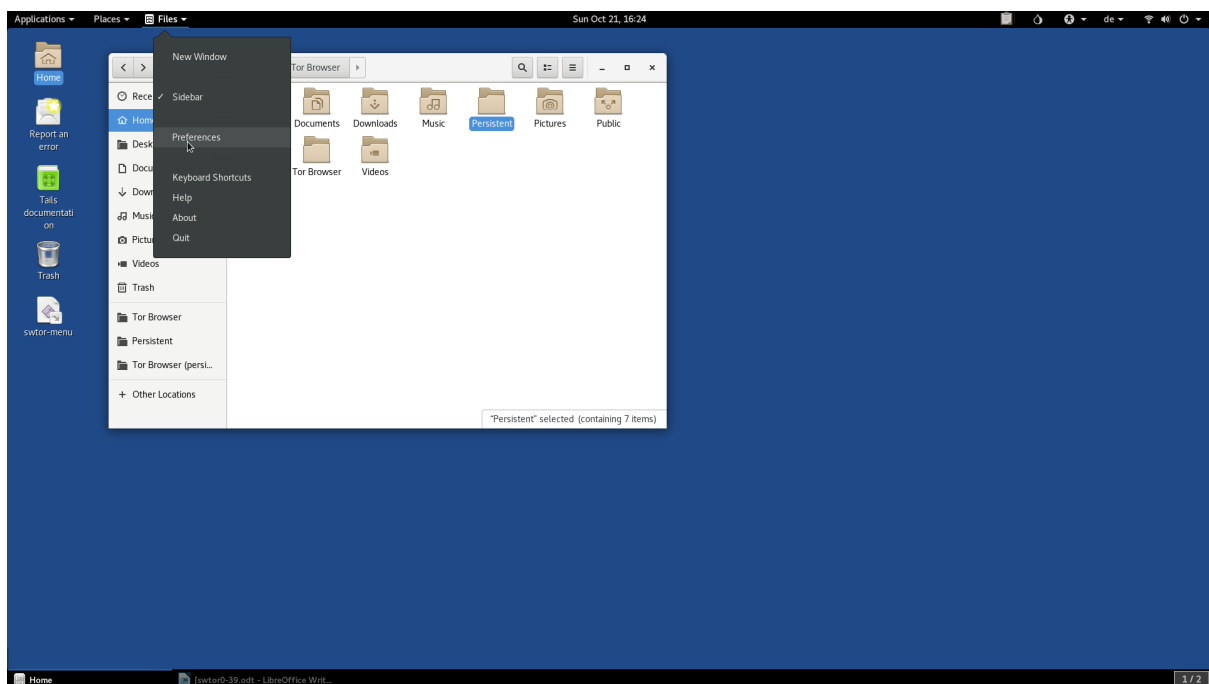 Applications Places Files Sun Oct 21, 16:24 de
Home
Report an
error
Tails
documentati
on
Trash
swtor-menu
New Window
✓ Sidebar
Preferences
Keyboard Shortcuts
Help
About
Quit
Tor Browser
Rece
Hom
Desk
Docu
Down
Musi
Pictu
Videos
Trash
Tor Browser
Persistent
Tor Browser (persi...
+ Other Locations
Documents Downloads Music Persistent Pictures Public
Tor Browser Videos
"Persistent" selected (containing 7 items)
Home [swtor0-39.odt - LibreOffice Writ... 1 / 2